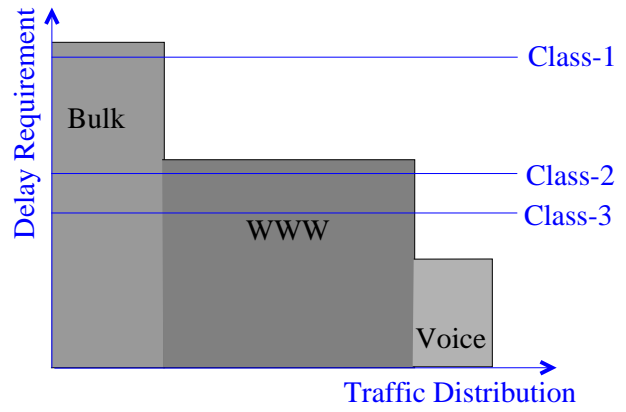 Delay Requirement
Class-1
Bulk
Class-2
Class-3
WWW
Voice
Traffic Distribution